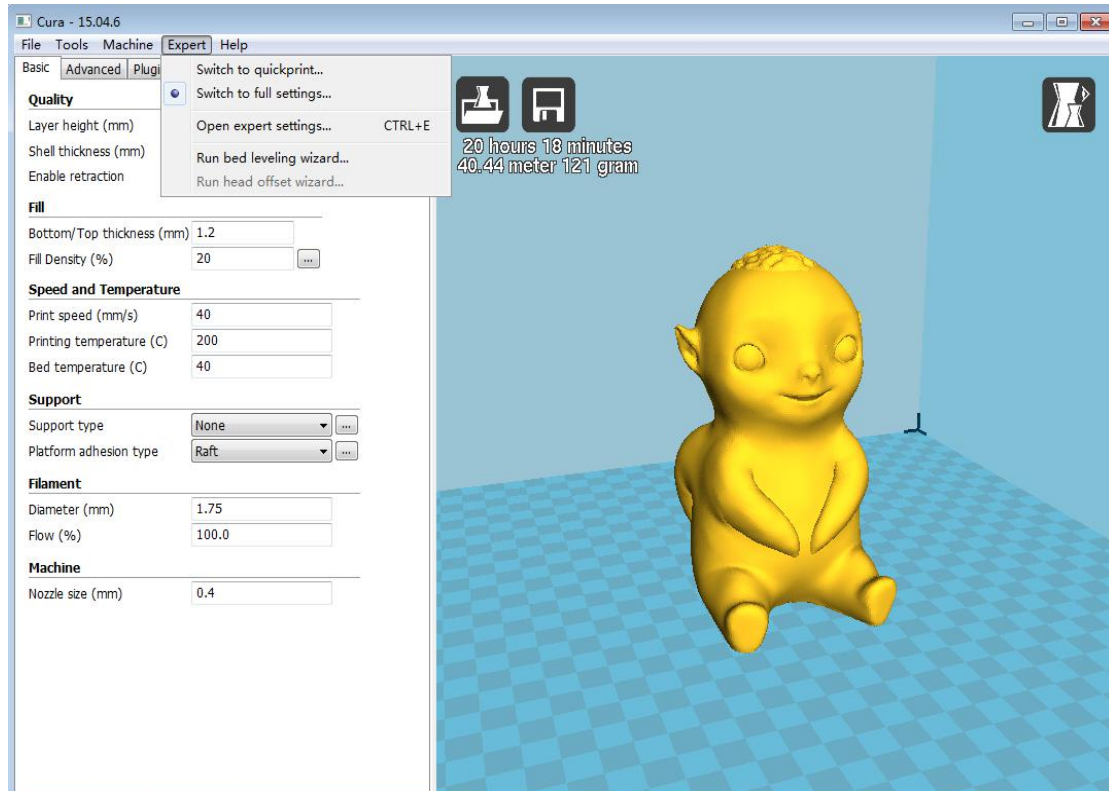 Cura - 15.04.6
File Tools Machine Expert Help
Basic Advanced Plugi
Switch to quickprint...
Switch to full settings...
Open expert settings... CTRL+E
Run bed leveling wizard...
Run head offset wizard...
Quality
Layer height (mm)
Shell thickness (mm)
Enable retraction
Fill
Bottom/Top thickness (mm) 1.2
Fill Density (%) 20 ...
Speed and Temperature
Print speed (mm/s) 40
Printing temperature (C) 200
Bed temperature (C) 40
Support
Support type None ...
Platform adhesion type Raft ...
Filament
Diameter (mm) 1.75
Flow (%) 100.0
Machine
Nozzle size (mm) 0.4
20 hours 18 minutes
40.44 meter 121 gram